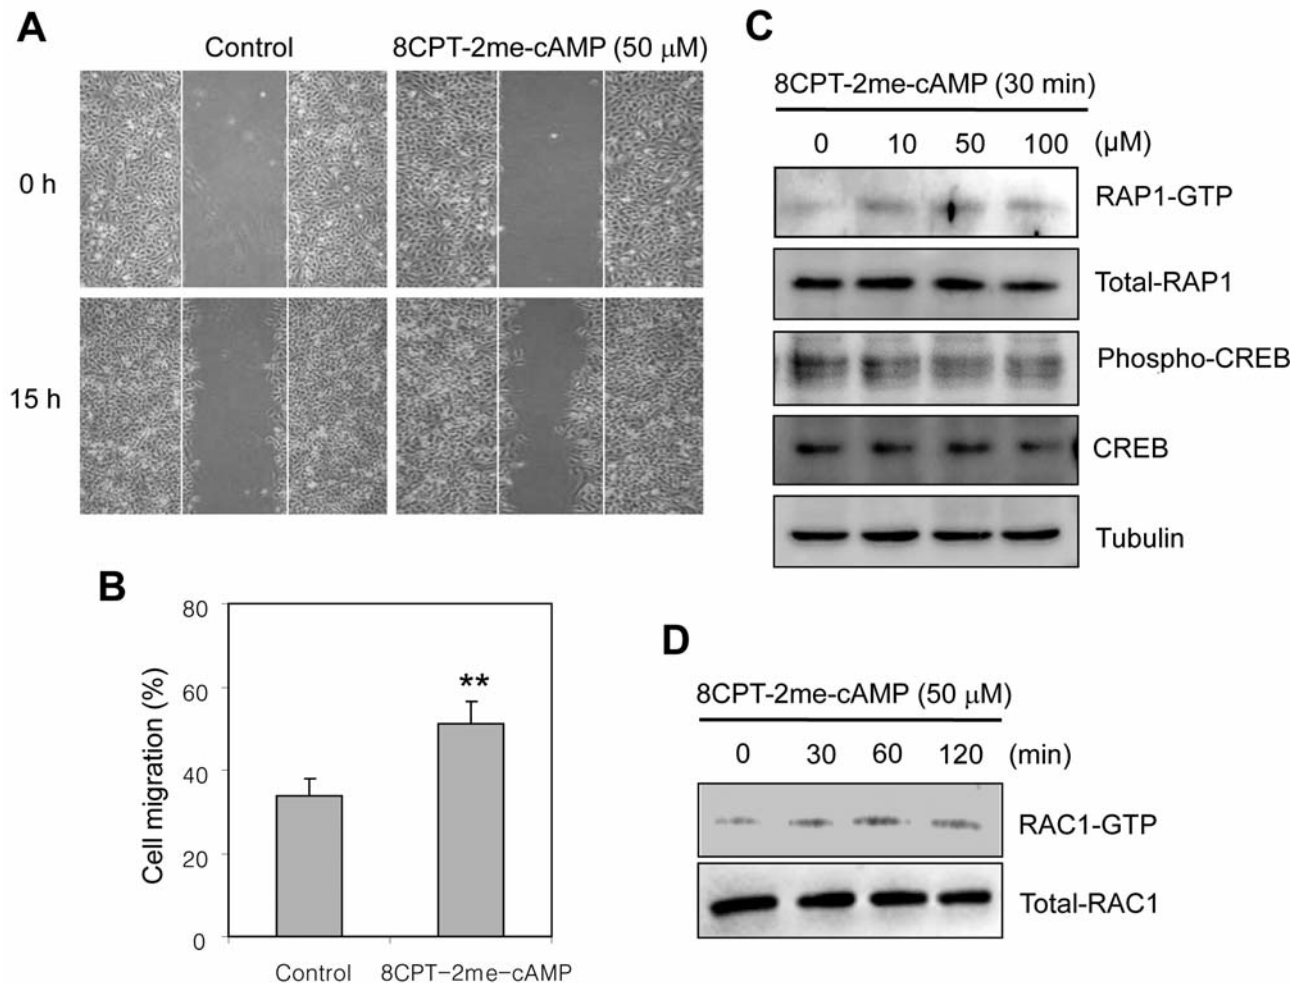 A
Control
8CPT-2me-cAMP (50 μM)
0 h
15 h
B
80
60
40
20
0
Cell migration (%)
**
Control
8CPT-2me-cAMP
C
8CPT-2me-cAMP (30 min)
0 10 50 100 (μM)
RAP1-GTP
Total-RAP1
Phospho-CREB
CREB
Tubulin
D
8CPT-2me-cAMP (50 μM)
0 30 60 120 (min)
RAC1-GTP
Total-RAC1